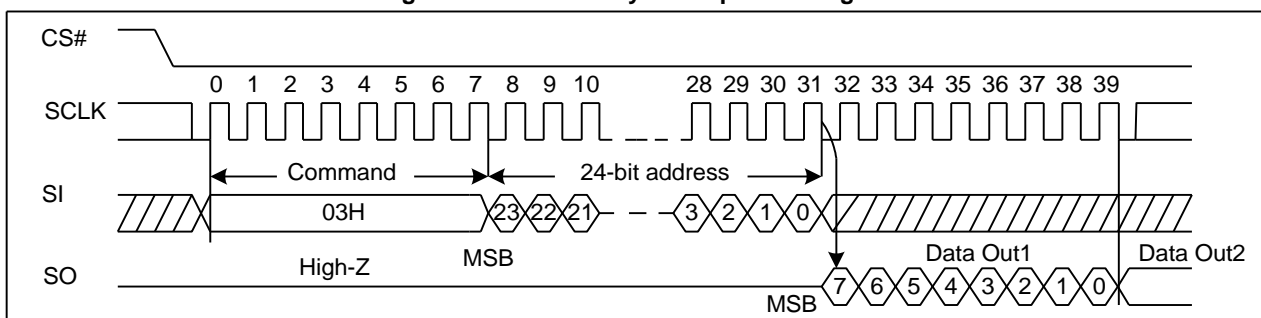 CS#
0 1 2 3 4 5 6 7 8 9 10 28 29 30 31 32 33 34 35 36 37 38 39
SCLK
Command 24-bit address
SI
03H 23 22 21 3 2 1 0
High-Z MSB Data Out1 Data Out2
SO
MSB 7 6 5 4 3 2 1 0